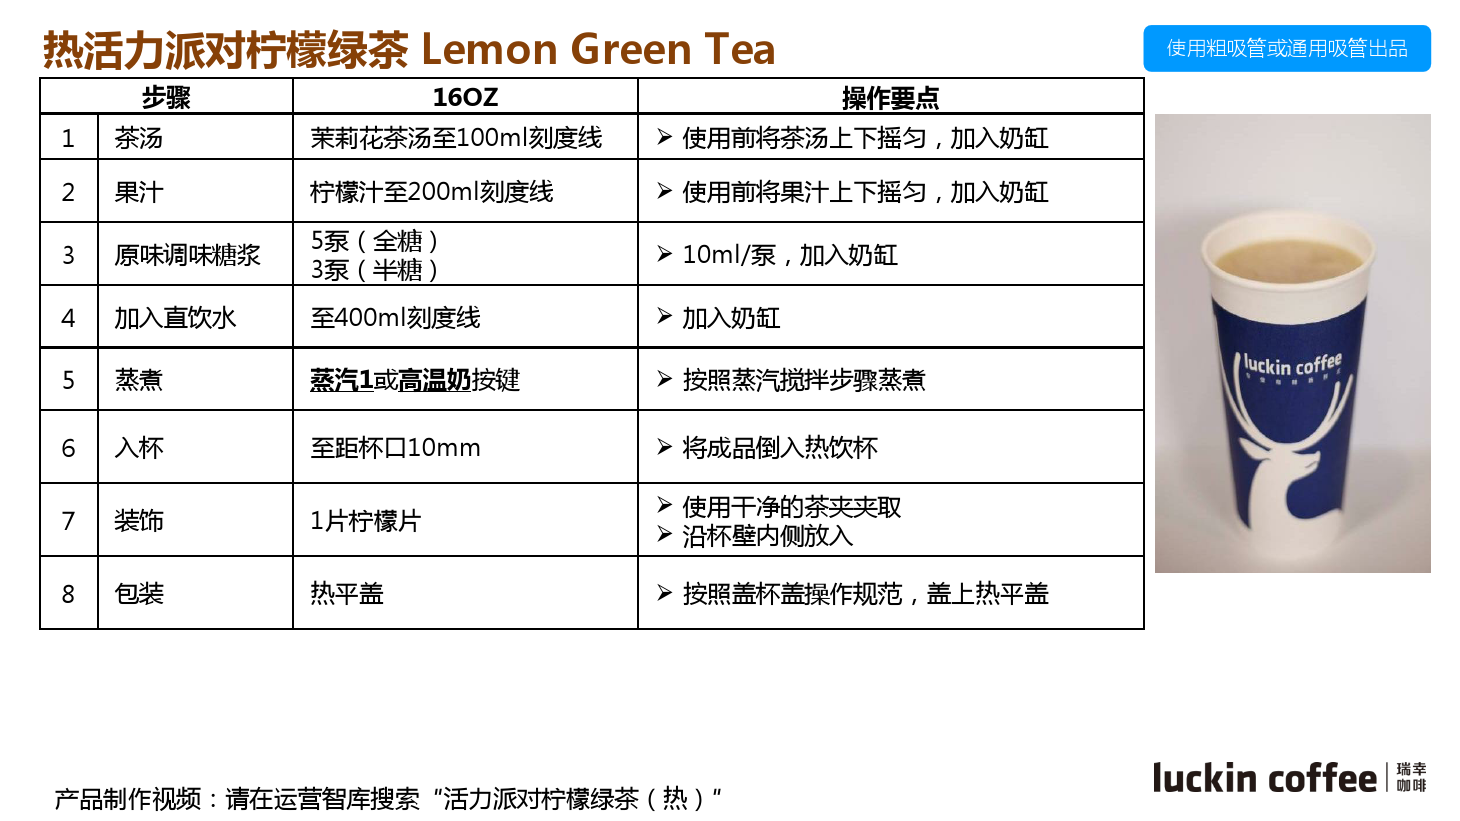 热活力派对柠檬绿茶 Lemon Green Tea
使用粗吸管或通用吸管出品
步骤 16OZ 操作要点
1 茶汤 茉莉花茶汤至100ml刻度线 ➢ 使用前将茶汤上下摇匀，加入奶缸
2 果汁 柠檬汁至200ml刻度线 ➢ 使用前将果汁上下摇匀，加入奶缸
3 原味调味糖浆 5泵（全糖） ➢ 10ml/泵，加入奶缸
3泵（半糖）
4 加入直饮水 至400ml刻度线 ➢ 加入奶缸
5 蒸煮 蒸汽1或高温奶按键 ➢ 按照蒸汽搅拌步骤蒸煮
6 入杯 至距杯口10mm ➢ 将成品倒入热饮杯
7 装饰 1片柠檬片 ➢ 使用干净的茶夹夹取
➢ 沿杯壁内侧放入
8 包装 热平盖 ➢ 按照盖杯盖操作规范，盖上热平盖
luckin coffee
产品制作视频：请在运营智库搜索“活力派对柠檬绿茶（热）”
luckin coffee 瑞幸
咖啡